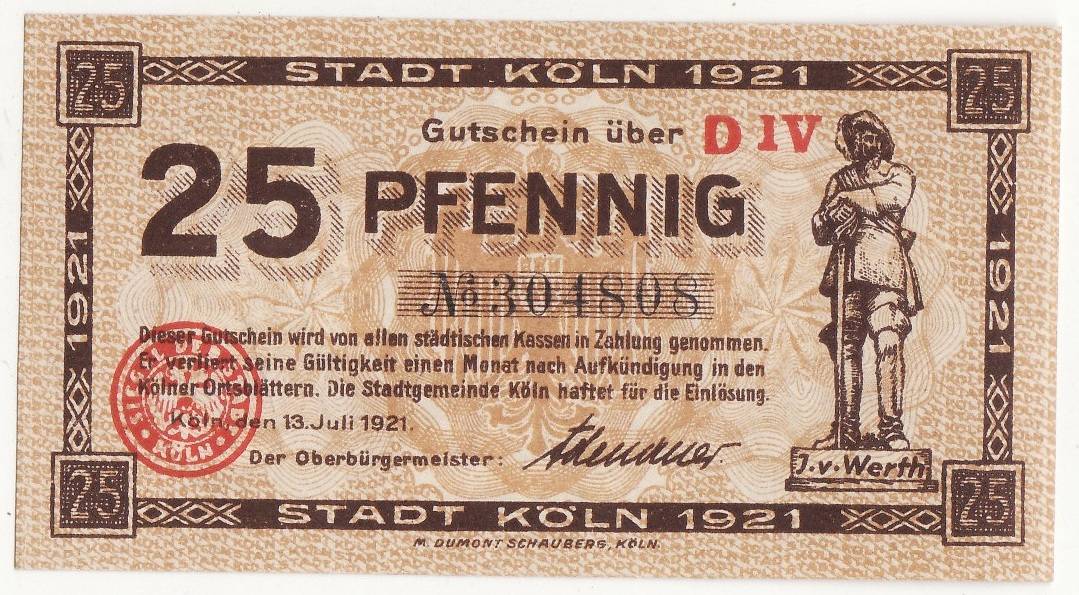 25 STADT KÖLN 1921 25
Gutschein über D IV
25 PFENNIG
№ 304808
Dieser Gutschein wird von allen städtischen Kassen in Zahlung genommen.
Er verliert seine Gültigkeit einen Monat nach Aufkündigung in den
Kölner Ortsblättern. Die Stadtgemeinde Köln haftet für die Einlösung.
Köln, den 13. Juli 1921.
Der Oberbürgermeister: Adenauer.
J. v. Werth
1921
1921
KÖLN
25 STADT KÖLN 1921 25
M. DUMONT SCHAUBERG, KÖLN.